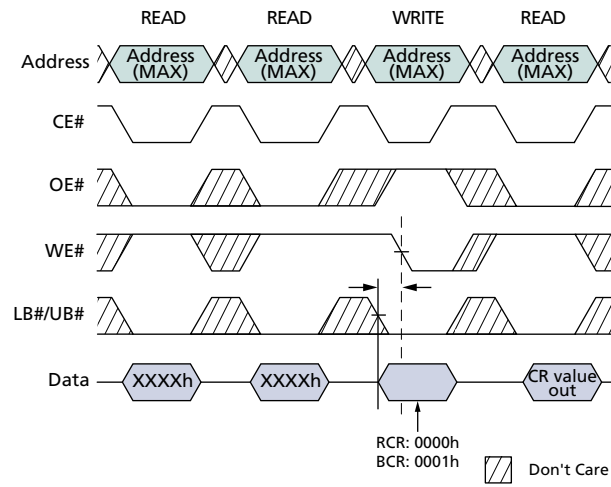 READ READ WRITE READ
Address Address (MAX) Address (MAX) Address (MAX) Address (MAX)
CE#
OE#
WE#
LB#/UB#
Data XXXXh XXXXh CR value out
RCR: 0000h
BCR: 0001h
Don't Care